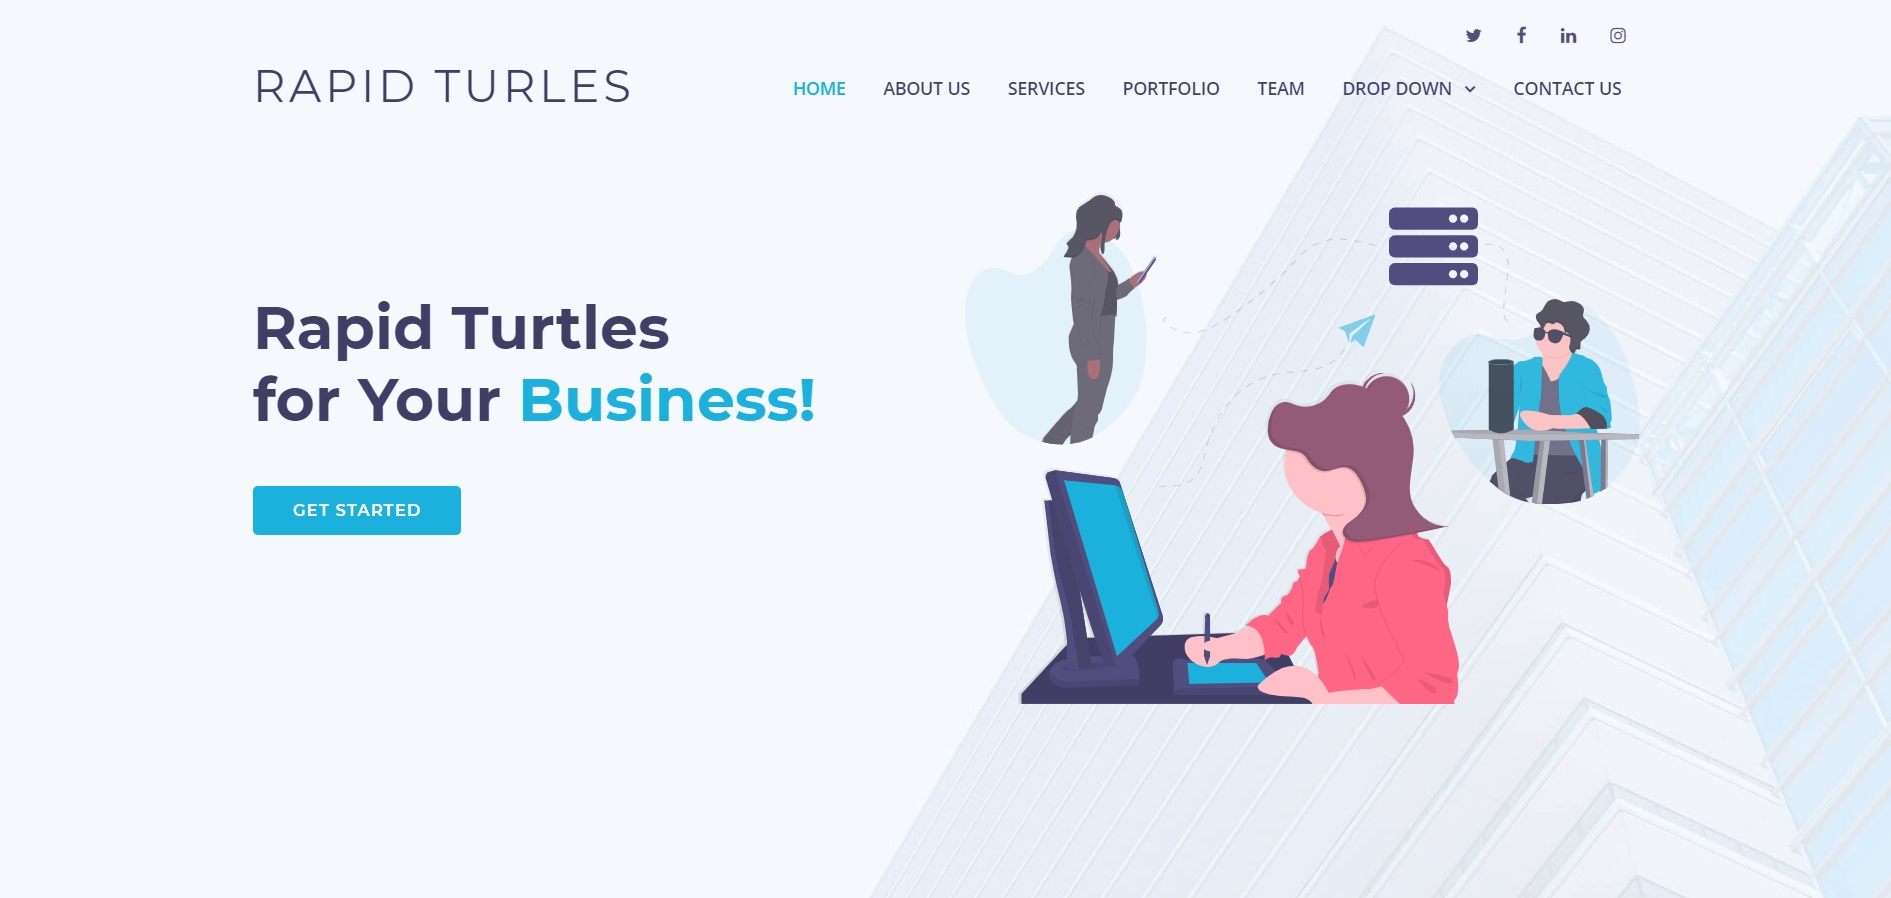 RAPID TURLES
HOME ABOUT US SERVICES PORTFOLIO TEAM DROP DOWN CONTACT US
Rapid Turtles
for Your Business!
GET STARTED